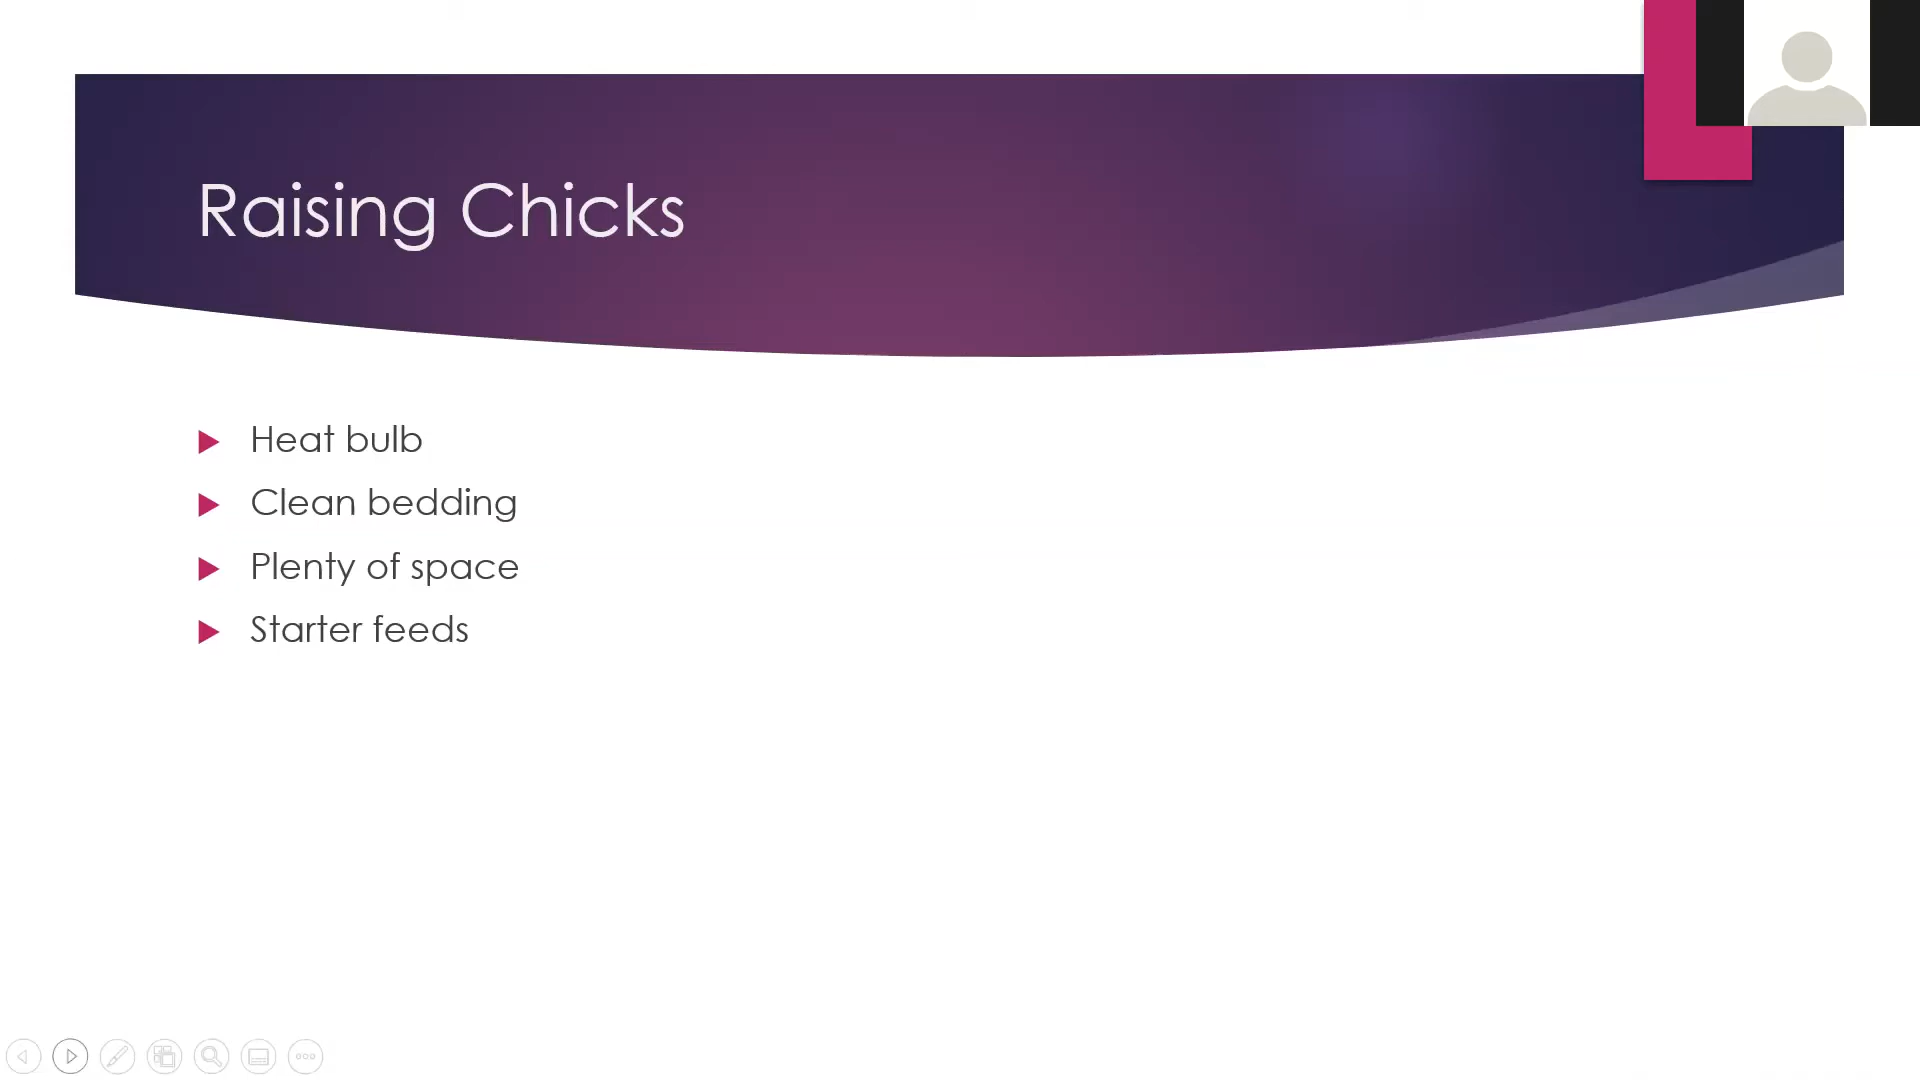 Raising Chicks
Heat bulb
Clean bedding
Plenty of space
Starter feeds